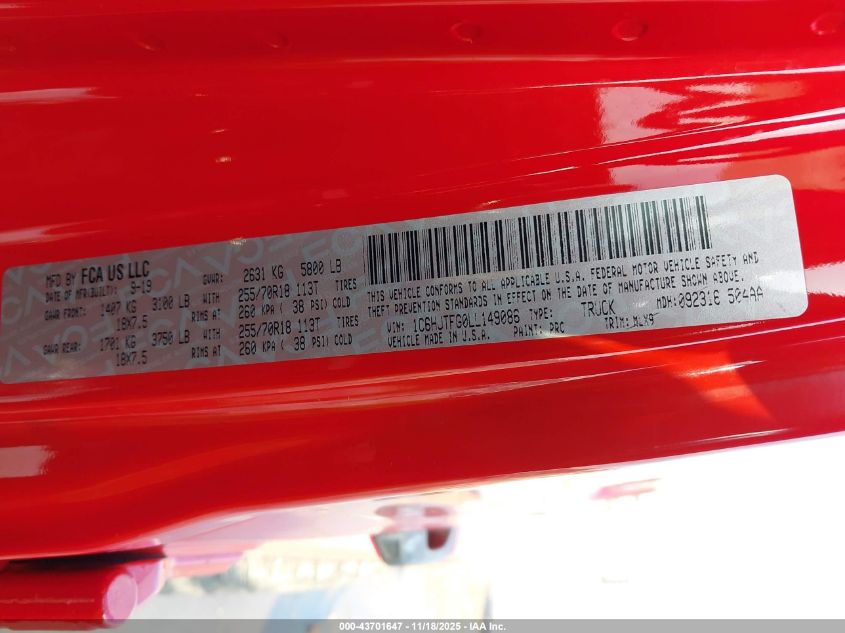 MFD BY FCA US LLC
DATE OF MFR(BUILT): 9-19
GVWR: 2631 KG 5800 LB
GAWR FRONT: 1407 KG 3100 LB WITH 255/70R18 113T TIRES
18X7.5 RIMS AT 260 KPA ( 38 PSI) COLD
GAWR REAR: 1701 KG 3750 LB WITH 255/70R18 113T TIRES
18X7.5 RIMS AT 260 KPA ( 38 PSI) COLD
THIS VEHICLE CONFORMS TO ALL APPLICABLE U.S.A. FEDERAL MOTOR VEHICLE SAFETY AND
THEFT PREVENTION STANDARDS IN EFFECT ON THE DATE OF MANUFACTURE SHOWN ABOVE.
VIN: 1C6HJTFG0LL149086 TYPE: TRUCK MDH:092316 504AA
MADE IN U.S.A. PAINT: PRC TRIM: MLX9
000-43701647 - 11/18/2025 - IAA Inc.